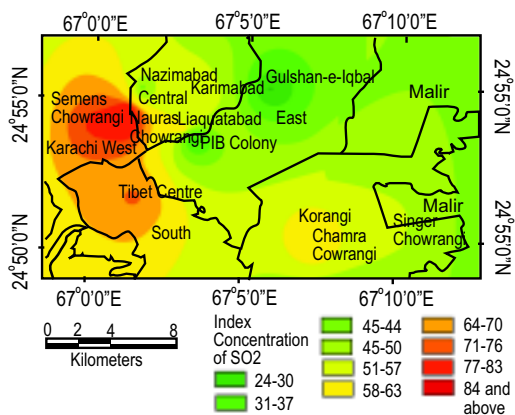 67°0'0"E 67°5'0"E 67°10'0"E
24°55'0"N
24°50'0"N
24°55'0"N
24°55'0"N
Nazimabad
Karimabad
Gulshan-e-Iqbal
Malir
Semens
Chowrangi
Central
Nauras
Chowrangi
Liaquatabad
East
Karachi West
PIB Colony
Tibet Centre
Malir
South
Korangi
Chamra
Cowrangi
Singer
Chowrangi
67°0'0"E 67°5'0"E 67°10'0"E
0 2 4 8
Kilometers
Index
Concentration
of SO2
24-30
31-37
45-44
45-50
51-57
58-63
64-70
71-76
77-83
84 and
above